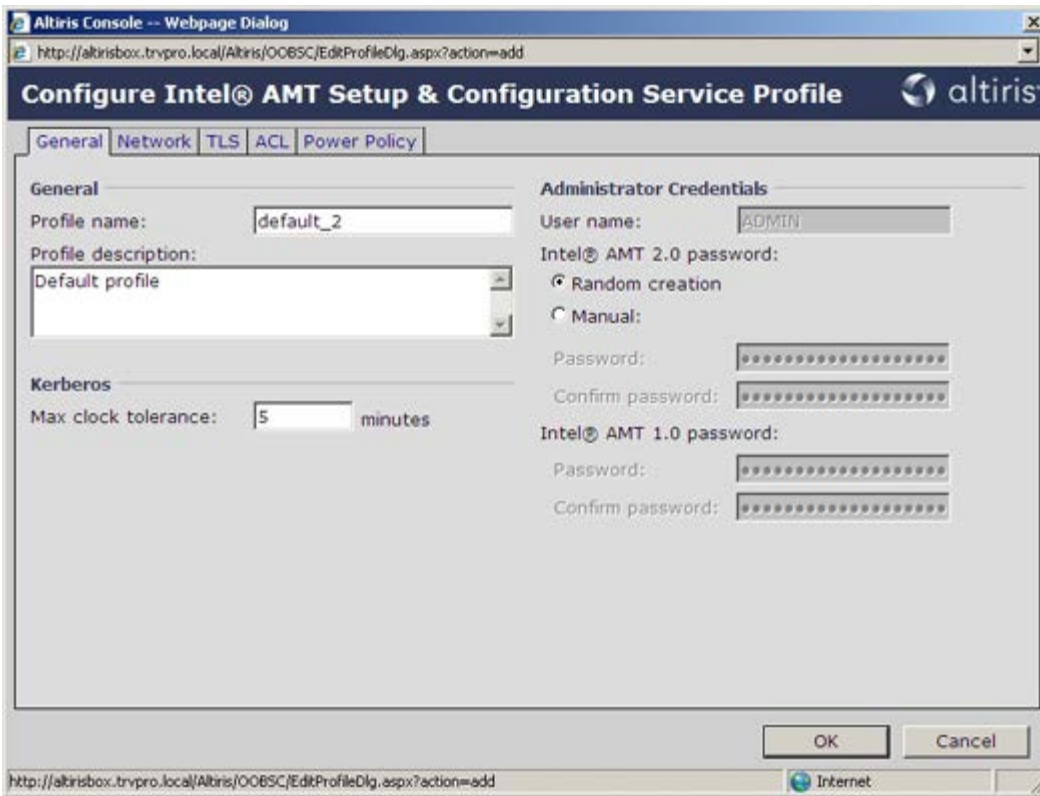 Altiris Console -- Webpage Dialog
http://altirisbox.trvpro.local/Altiris/OOBSC/EditProfileDlg.aspx?action=add
Configure Intel® AMT Setup & Configuration Service Profile
altiris
General Network TLS ACL Power Policy
General
Profile name: default_2
Profile description:
Default profile
Kerberos
Max clock tolerance: 5 minutes
Administrator Credentials
User name: ADMIN
Intel® AMT 2.0 password:
Random creation
Manual:
Password:
Confirm password:
Intel® AMT 1.0 password:
Password:
Confirm password:
OK Cancel
http://altirisbox.trvpro.local/Altiris/OOBSC/EditProfileDlg.aspx?action=add Internet